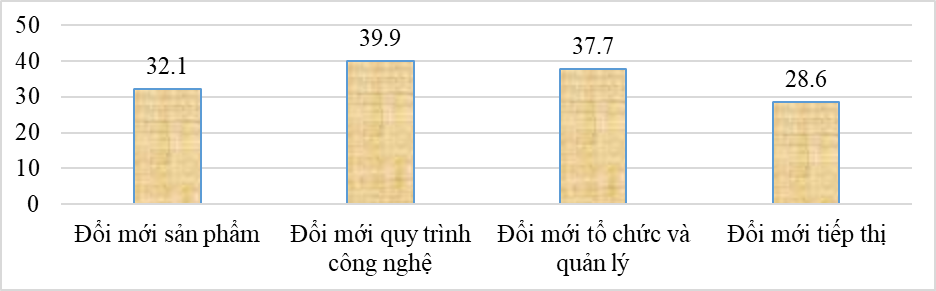 50
40
30
20
10
0
32.1
39.9
37.7
28.6
Đổi mới sản phẩm
Đổi mới quy trình
công nghệ
Đổi mới tổ chức và
quản lý
Đổi mới tiếp thị